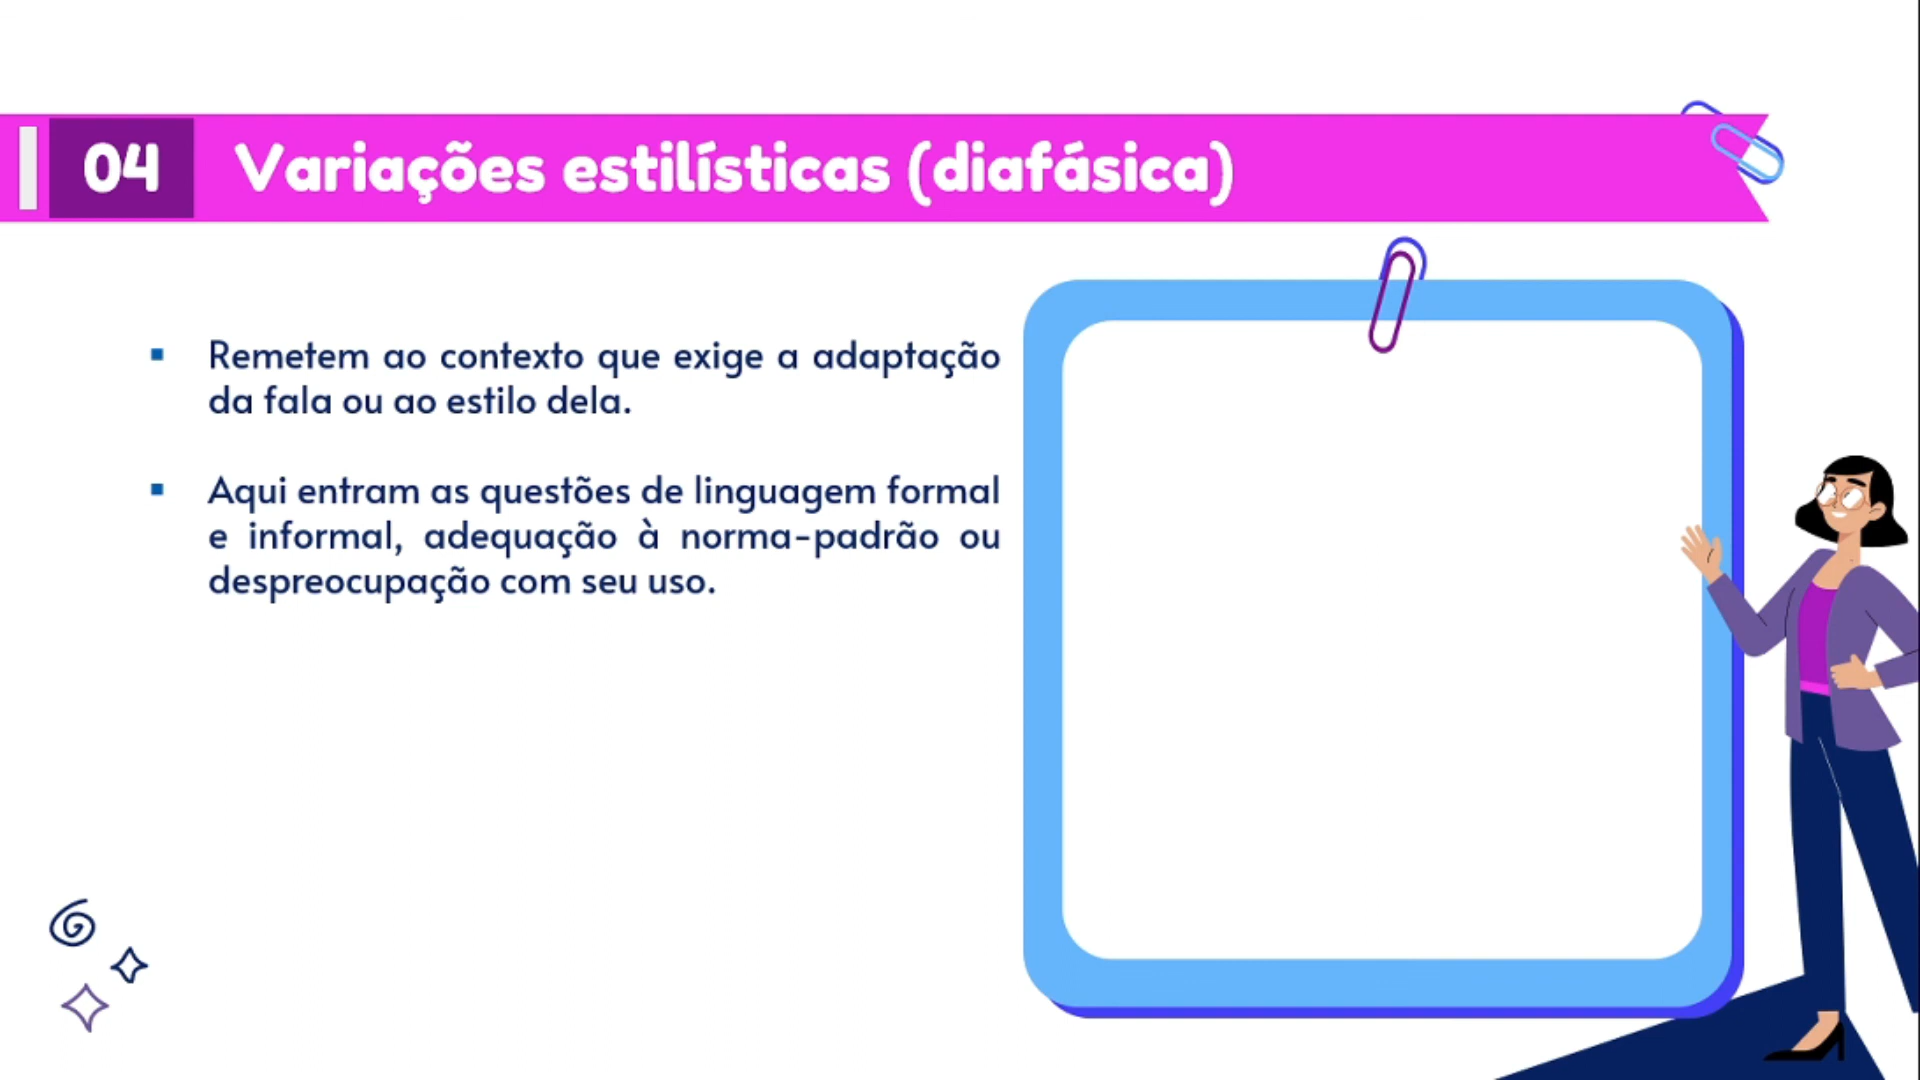 04 Variações estilísticas (diafásica)
Remetem ao contexto que exige a adaptação
da fala ou ao estilo dela.
Aqui entram as questões de linguagem formal
e informal, adequação à norma-padrão ou
despreocupação com seu uso.